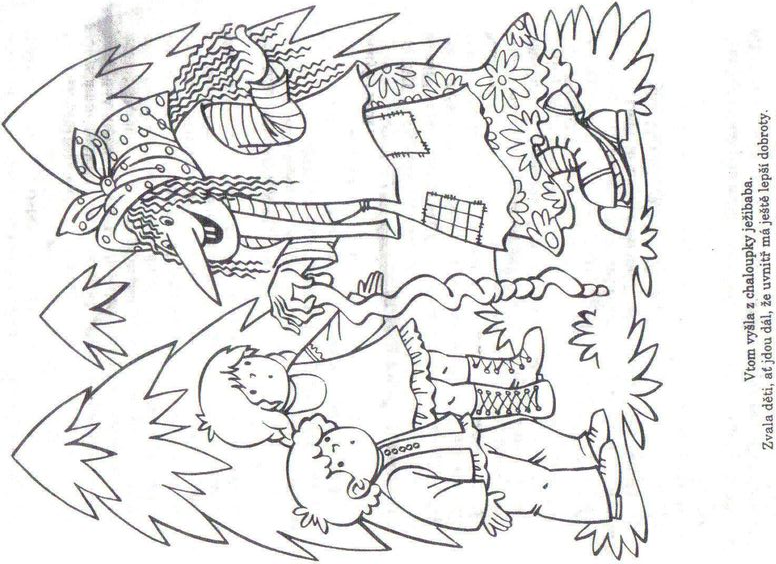 Vtom vyšla z chaloupky ježibaba.
Zvala děti, ať jdou dál, že uvnitř má ještě lepší dobroty.